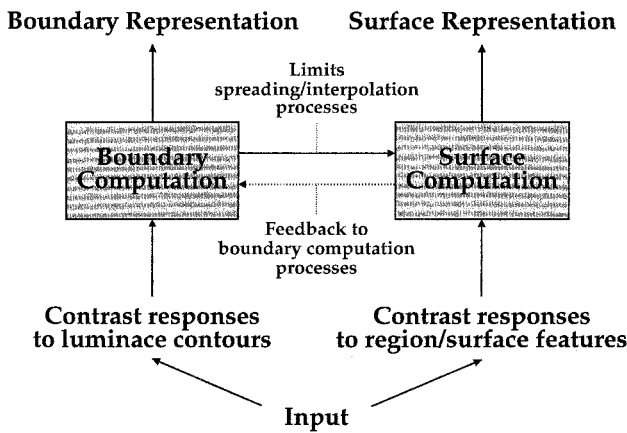 Boundary Representation
Surface Representation
Limits
spreading/interpolation
processes
Boundary
Computation
Surface
Computation
Feedback to
boundary computation
processes
Contrast responses
to luminace contours
Contrast responses
to region/surface features
Input